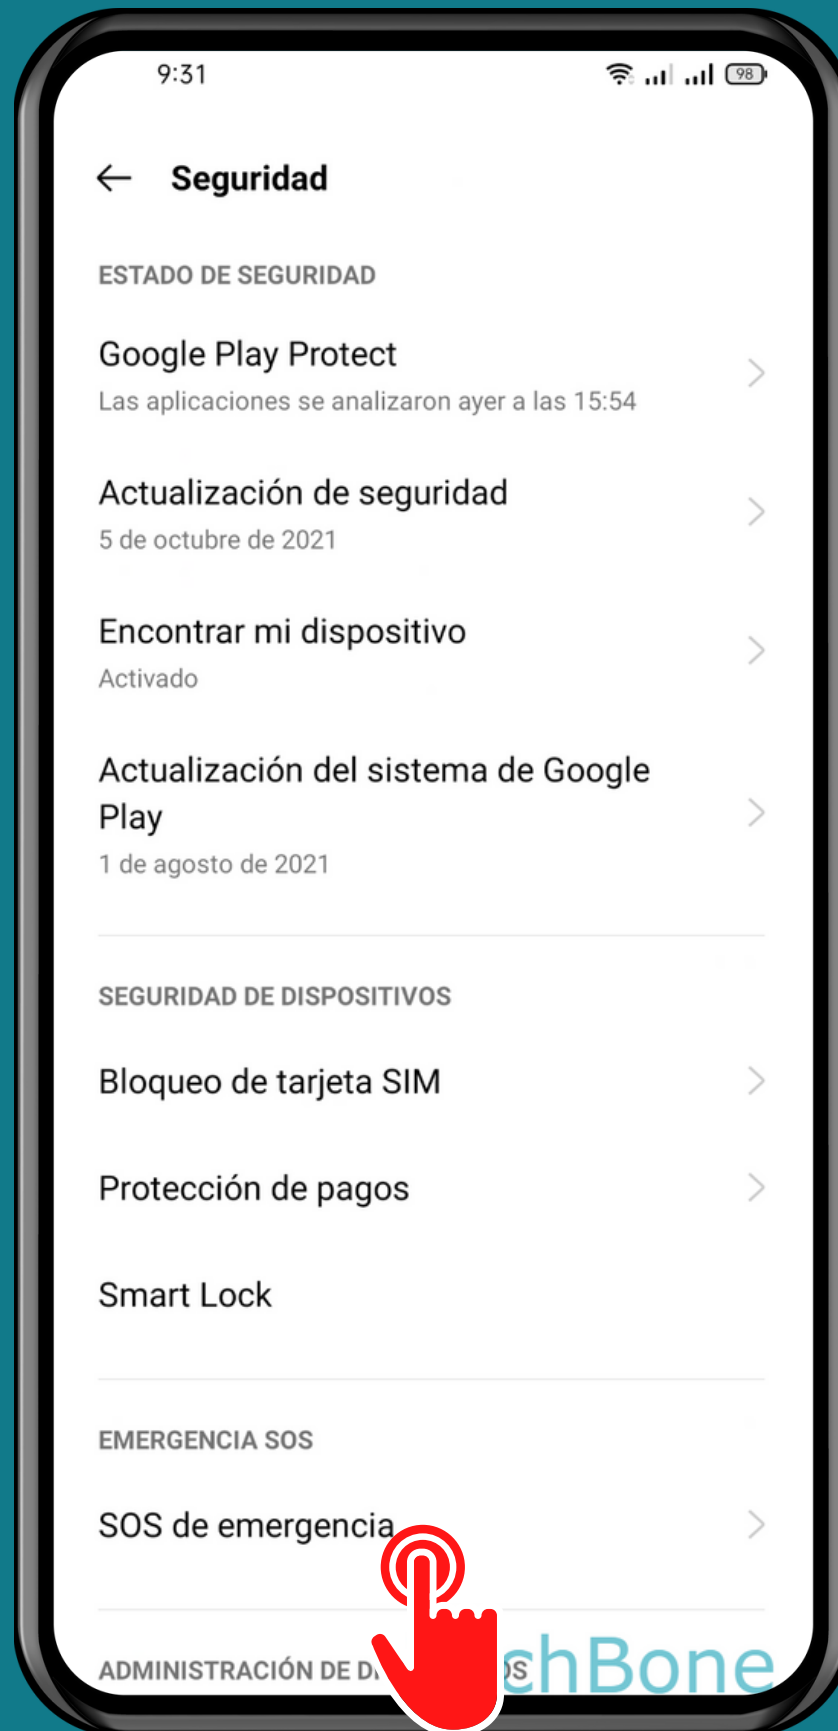 9:31
98
Seguridad
ESTADO DE SEGURIDAD
Google Play Protect
Las aplicaciones se analizaron ayer a las 15:54
Actualización de seguridad
5 de octubre de 2021
Encontrar mi dispositivo
Activado
Actualización del sistema de Google
Play
1 de agosto de 2021
SEGURIDAD DE DISPOSITIVOS
Bloqueo de tarjeta SIM
Protección de pagos
Smart Lock
EMERGENCIA SOS
SOS de emergencia
ADMINISTRACIÓN DE
chBone